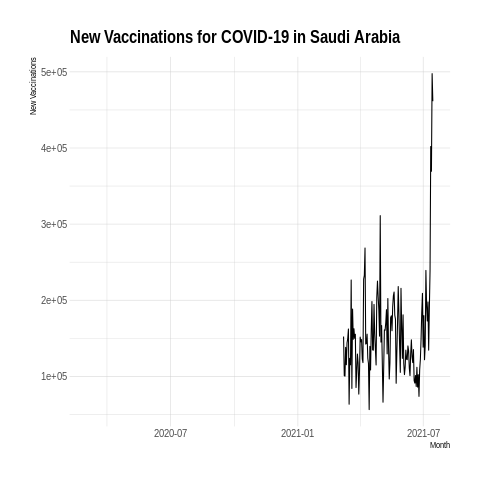 New Vaccinations for COVID-19 in Saudi Arabia
New Vaccinations
5e+05
4e+05
3e+05
2e+05
1e+05
2020-07
2021-01
2021-07
Month